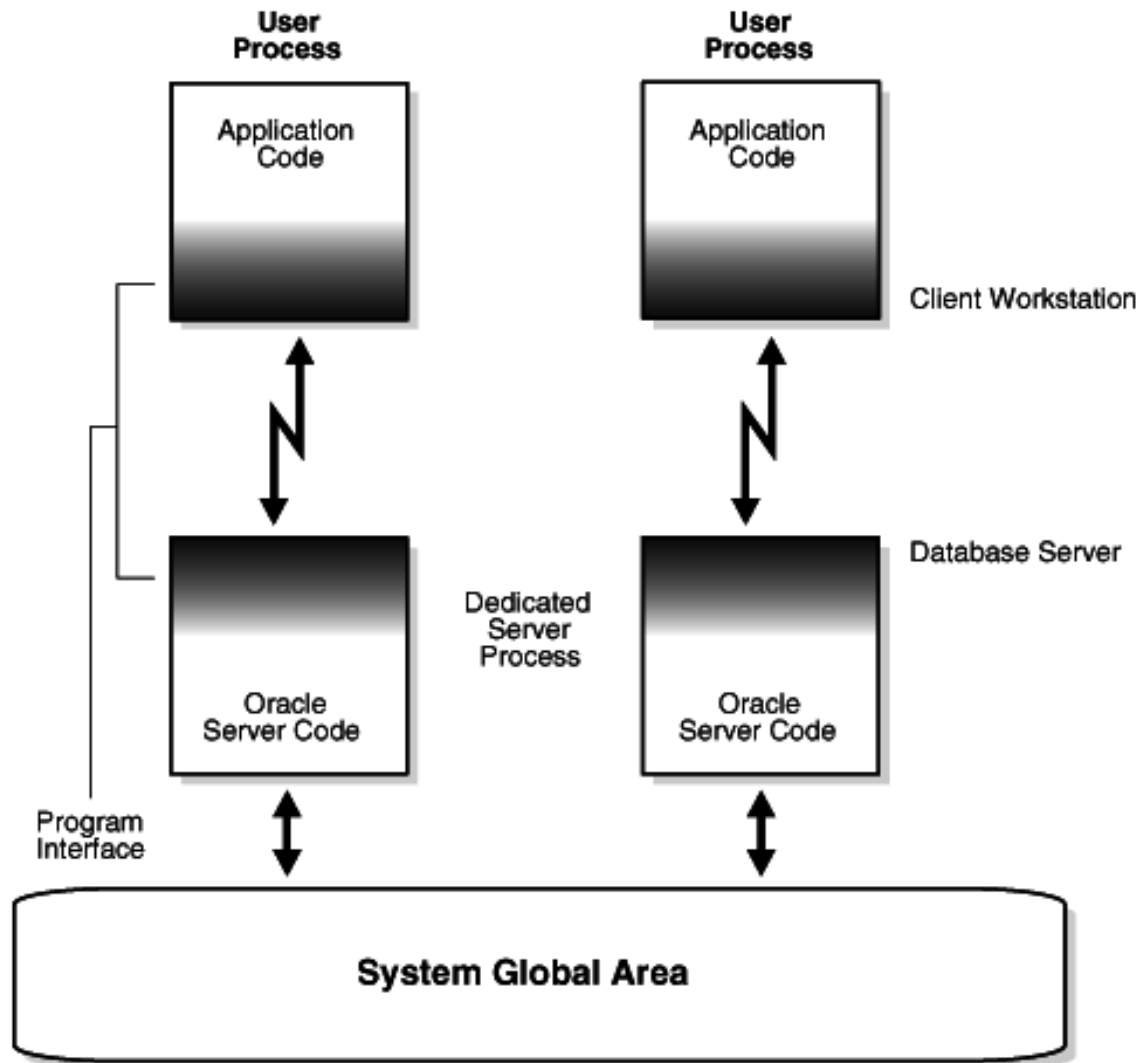 User
Process
User
Process
Application
Code
Application
Code
Client Workstation
Database Server
Dedicated
Server
Process
Oracle
Server Code
Oracle
Server Code
Program
Interface
System Global Area